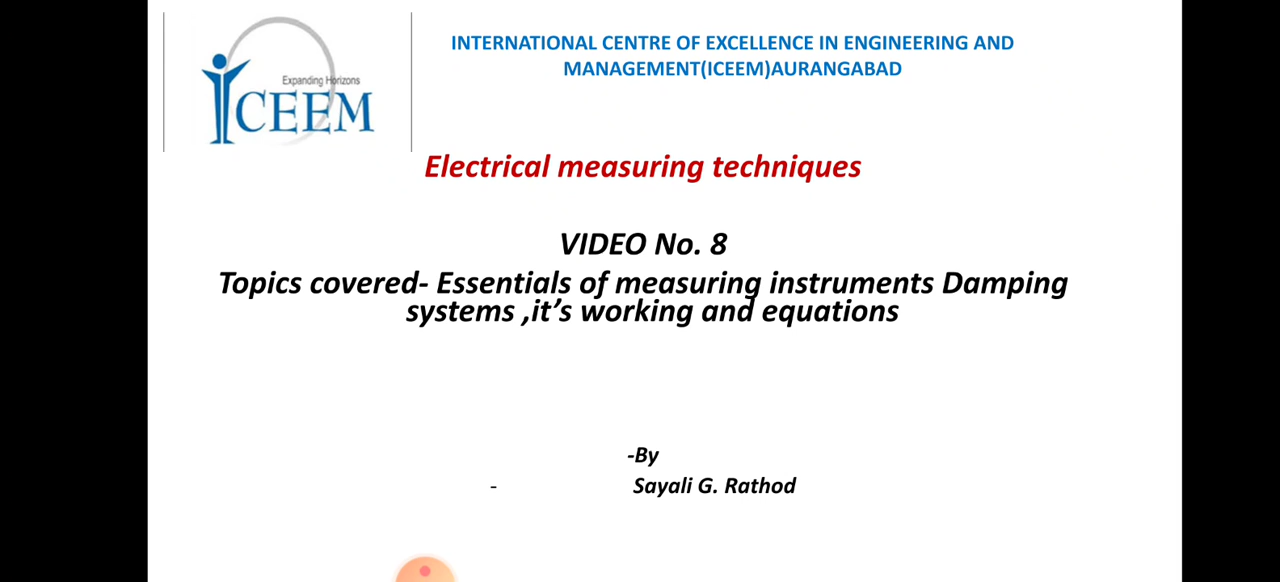 INTERNATIONAL CENTRE OF EXCELLENCE IN ENGINEERING AND
MANAGEMENT(ICEEM)AURANGABAD
Expanding Horizons
ICEEM
Electrical measuring techniques
VIDEO No. 8
Topics covered- Essentials of measuring instruments Damping
systems ,it’s working and equations
-By
- Sayali G. Rathod